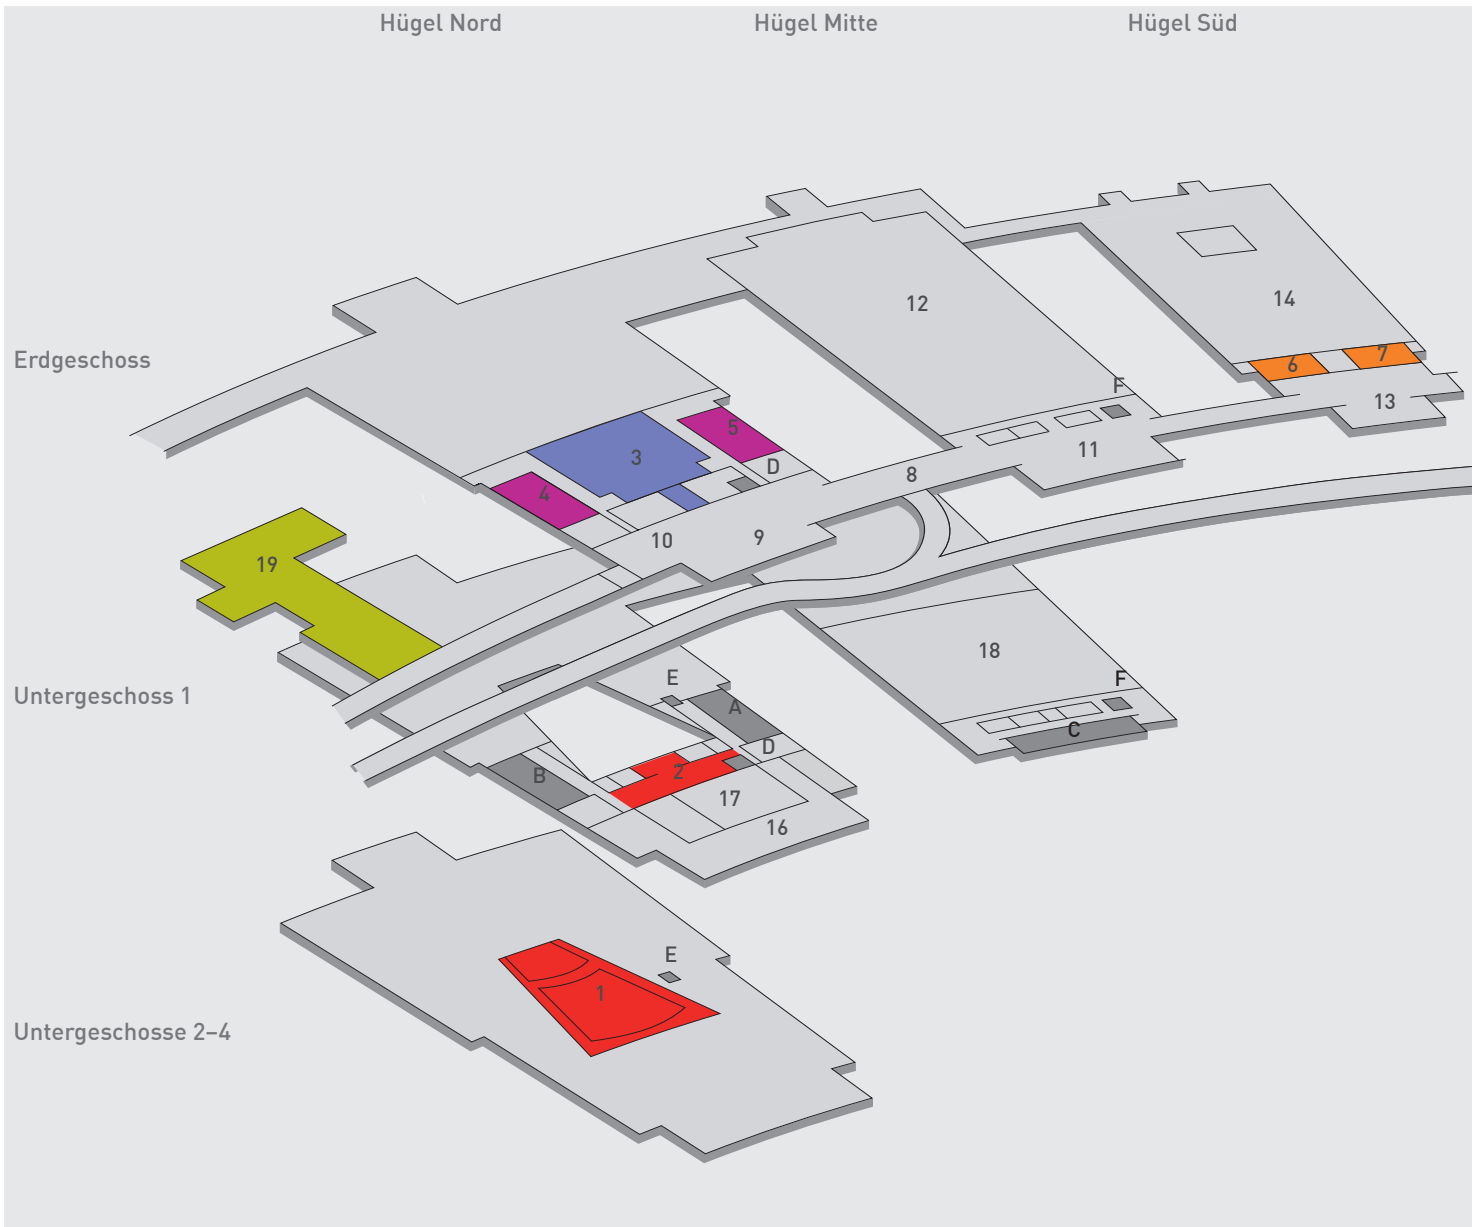 Hügel Nord Hügel Mitte Hügel Süd
12
14
Erdgeschoss
6 7
F
13
5
3
D
11
4
8
10 9
19
18
E F
Untergeschoss 1
A
C
D
B 2
17
16
E
1
Untergeschosse 2–4